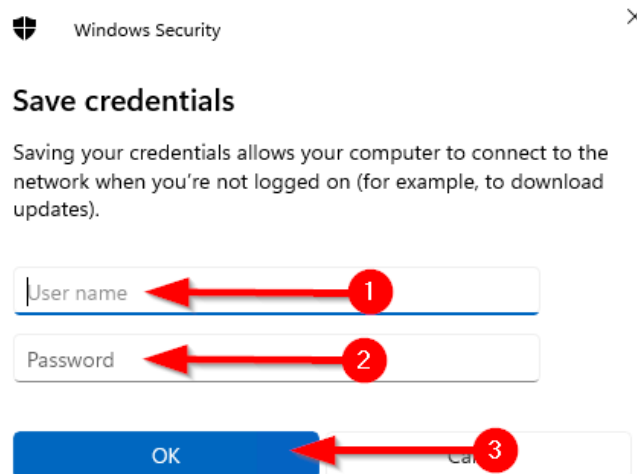 Windows Security
Save credentials
Saving your credentials allows your computer to connect to the
network when you're not logged on (for example, to download
updates).
User name
1
Password
2
OK
3